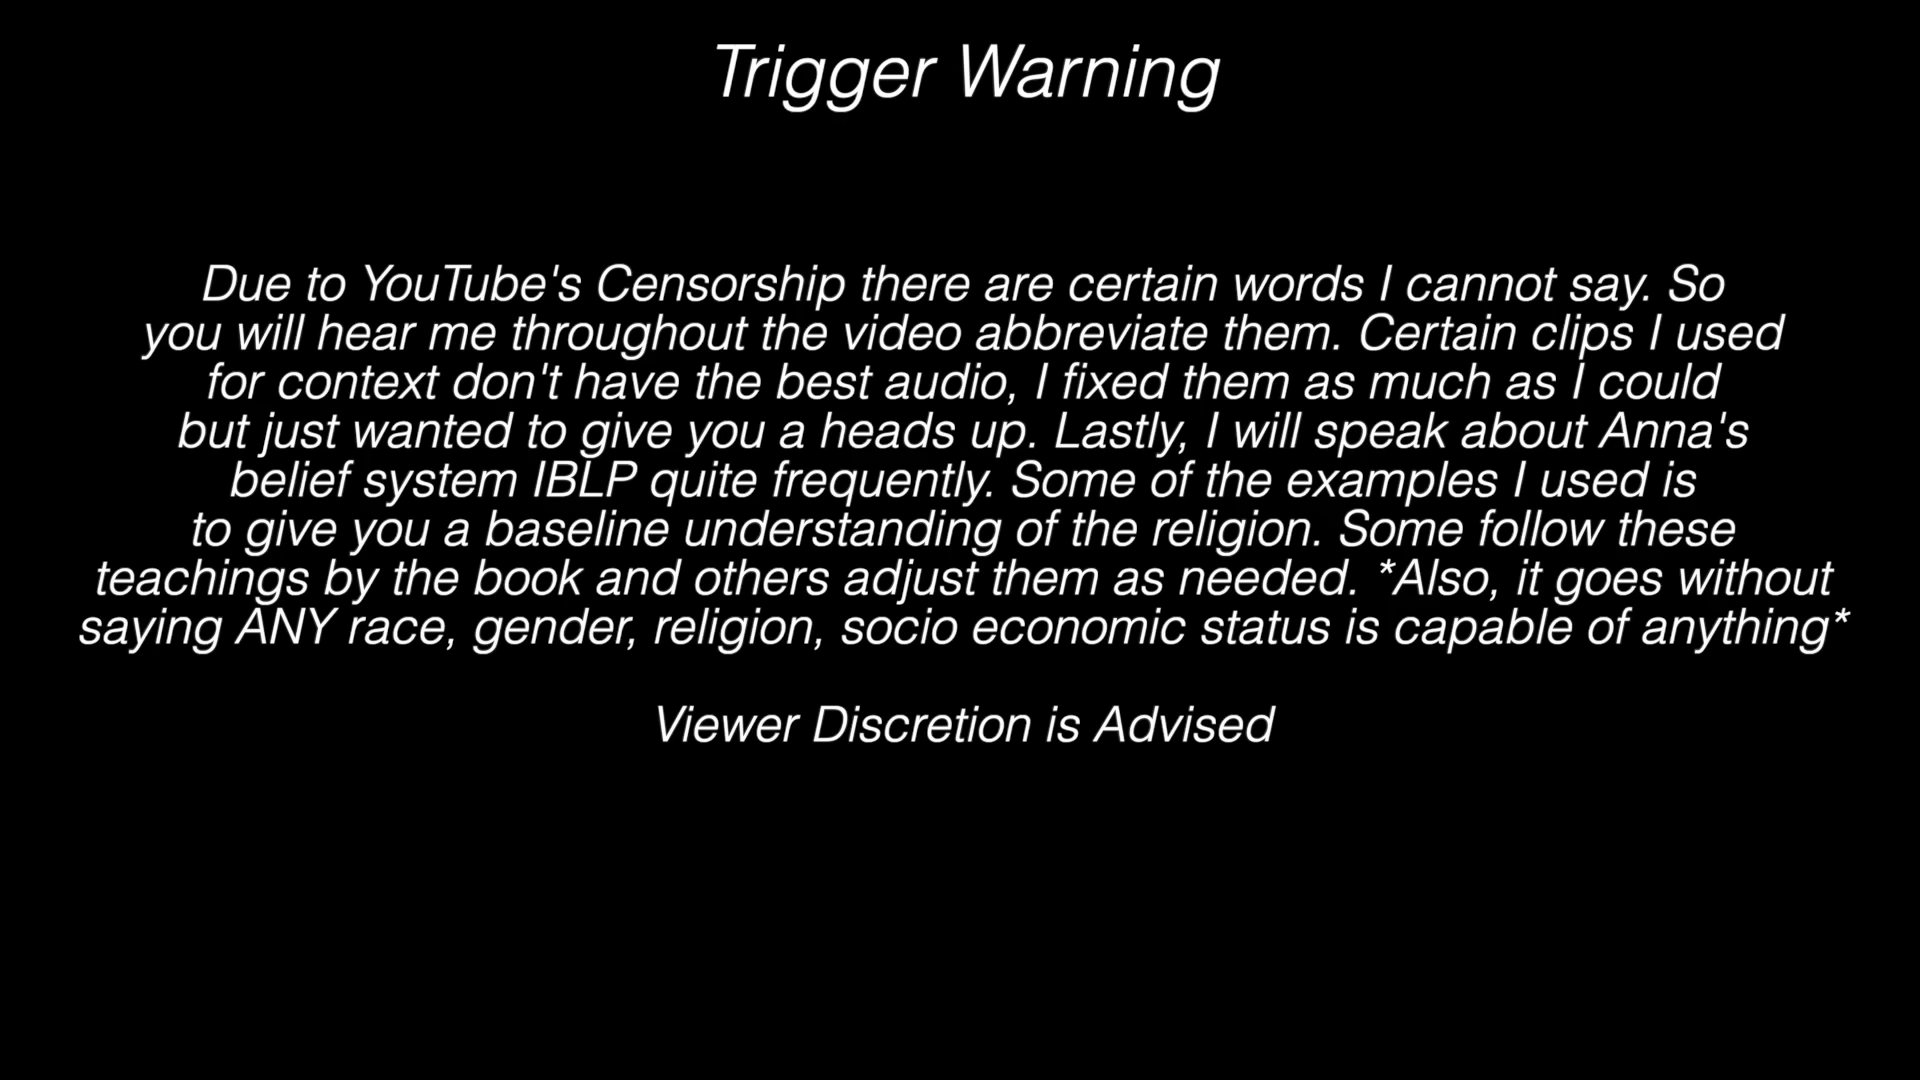 Trigger Warning
Due to YouTube's Censorship there are certain words I cannot say. So
you will hear me throughout the video abbreviate them. Certain clips I used
for context don't have the best audio, I fixed them as much as I could
but just wanted to give you a heads up. Lastly, I will speak about Anna's
belief system IBLP quite frequently. Some of the examples I used is
to give you a baseline understanding of the religion. Some follow these
teachings by the book and others adjust them as needed. *Also, it goes without
saying ANY race, gender, religion, socio economic status is capable of anything*
Viewer Discretion is Advised